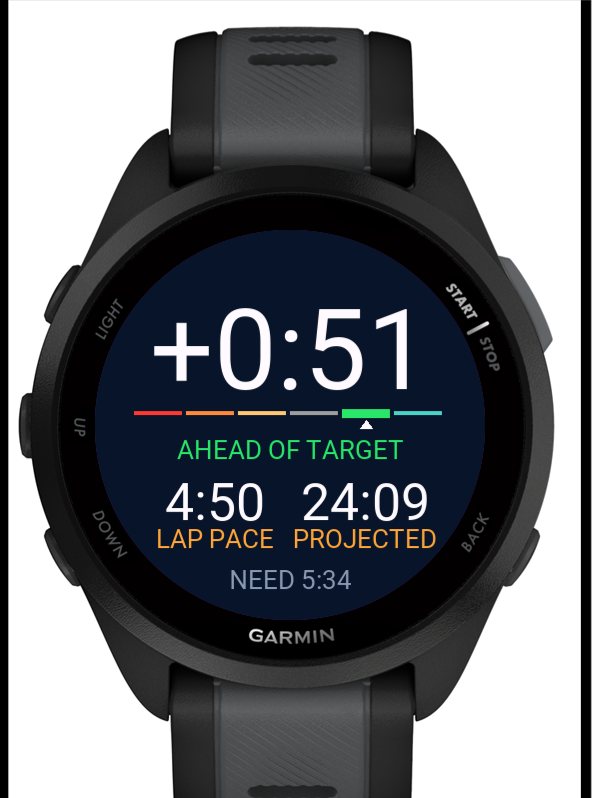 START
STOP
LIGHT
UP
DOWN
BACK
+0:51
AHEAD OF TARGET
4:50 24:09
LAP PACE PROJECTED
NEED 5:34
GARMIN